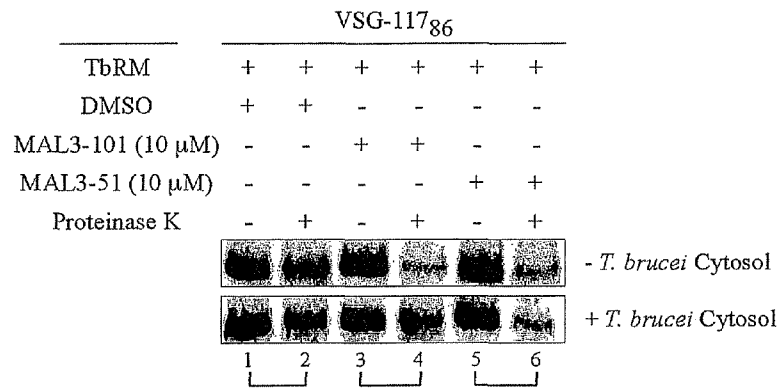 VSG-117₈₆
TbRM + + + + + +
DMSO + + - - - -
MAL3-101 (10 µM) - - + + - -
MAL3-51 (10 µM) - - - - + +
Proteinase K - + - + - +
- T. brucei Cytosol
+ T. brucei Cytosol
1 2 3 4 5 6